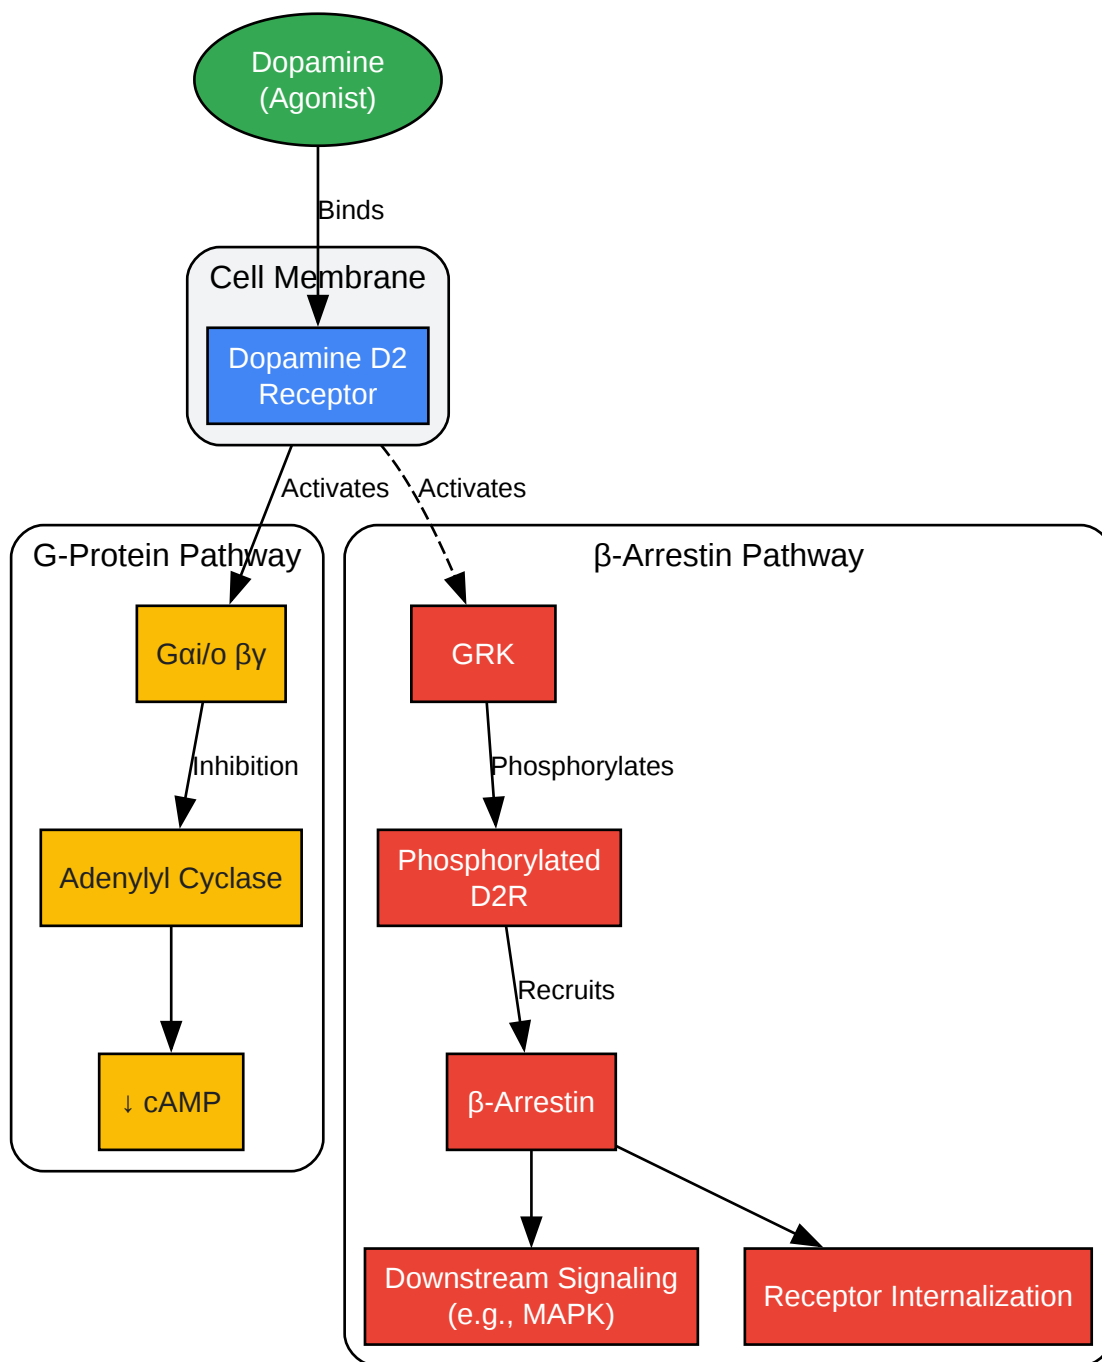 Dopamine
(Agonist)
Binds
Cell Membrane
Dopamine D2
Receptor
Activates
Activates
G-Protein Pathway
Gαi/o βγ
Inhibition
Adenylyl Cyclase
↓ cAMP
β-Arrestin Pathway
GRK
Phosphorylates
Phosphorylated
D2R
Recruits
β-Arrestin
Downstream Signaling
(e.g., MAPK)
Receptor Internalization